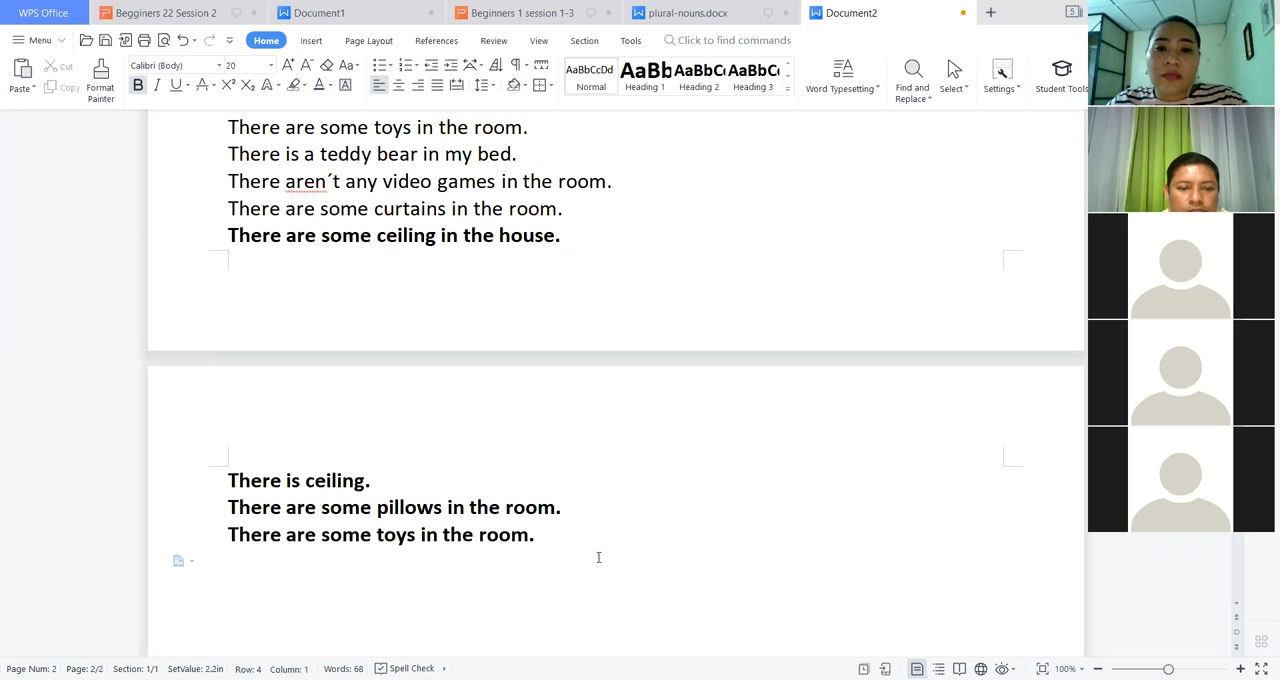 WPS Office
Begginers 22 Session 2
Document1
Beginners 1 session 1-3
plural-nouns.docx
Document2
Menu
Home
Insert
Page Layout
References
Review
View
Section
Tools
Click to find commands
Paste
Cut
Copy
Format Painter
Calibri (Body)
20
AaBbCcDd
Normal
AaBb
Heading 1
AaBbC
Heading 2
AaBbC
Heading 3
Word Typesetting
Find and Replace
Select
Settings
Student Tools
There are some toys in the room.
There is a teddy bear in my bed.
There aren´t any video games in the room.
There are some curtains in the room.
There are some ceiling in the house.
There is ceiling.
There are some pillows in the room.
There are some toys in the room.
Page Num: 2
Page: 2/2
Section: 1/1
SetValue: 2.2in
Row: 4
Column: 1
Words: 68
Spell Check
100%